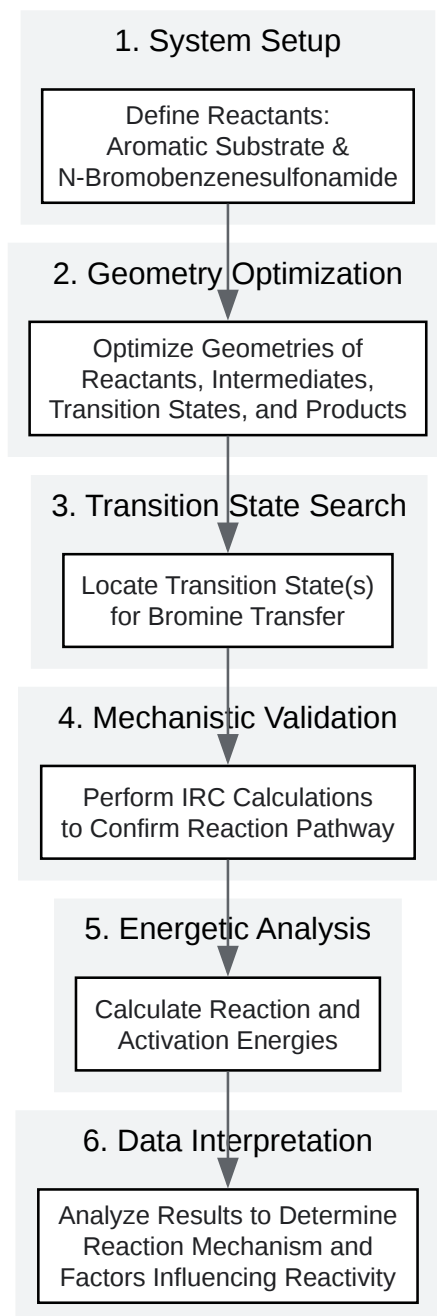 1. System Setup
Define Reactants:
Aromatic Substrate &
N-Bromobenzenesulfonamide
2. Geometry Optimization
Optimize Geometries of
Reactants, Intermediates,
Transition States, and Products
3. Transition State Search
Locate Transition State(s)
for Bromine Transfer
4. Mechanistic Validation
Perform IRC Calculations
to Confirm Reaction Pathway
5. Energetic Analysis
Calculate Reaction and
Activation Energies
6. Data Interpretation
Analyze Results to Determine
Reaction Mechanism and
Factors Influencing Reactivity